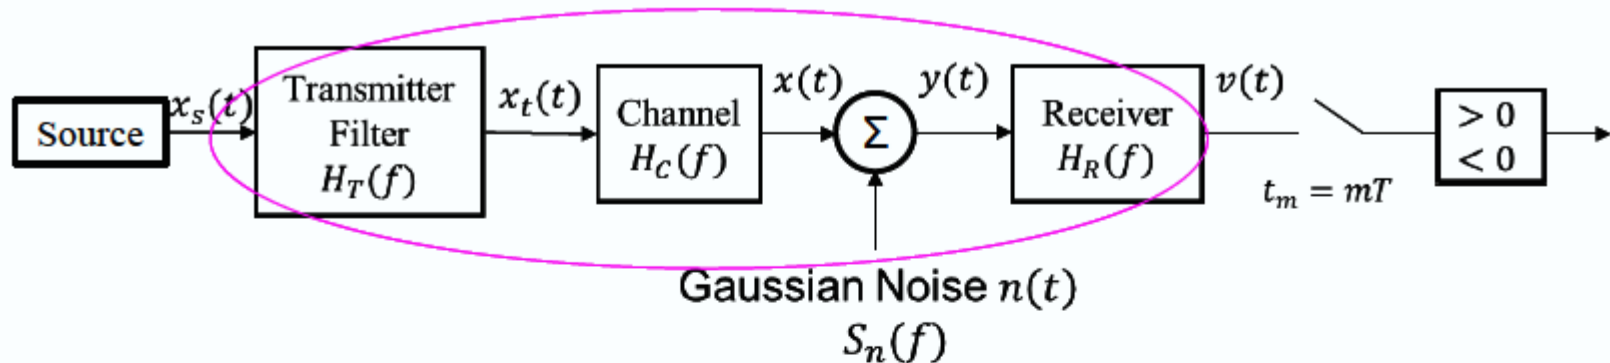 Source
x_s(t)
Transmitter
Filter
H_T(f)
x_t(t)
Channel
H_C(f)
x(t)
Σ
y(t)
Receiver
H_R(f)
v(t)
t_m = mT
> 0
< 0
Gaussian Noise n(t)
S_n(f)